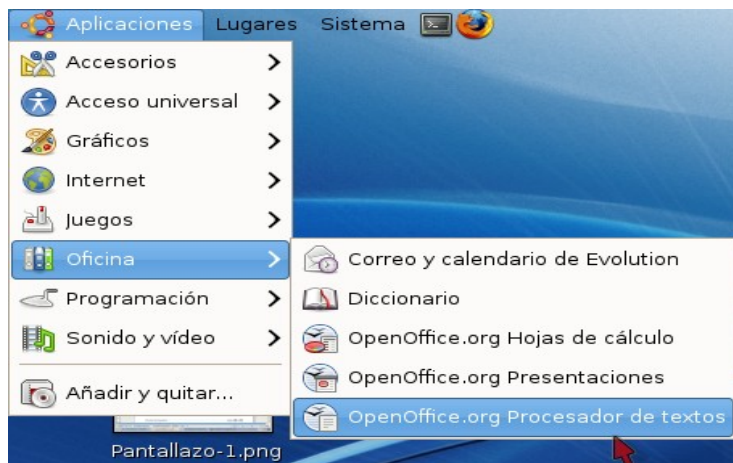 Aplicaciones Lugares Sistema
Accesorios
Acceso universal
Gráficos
Internet
Juegos
Oficina
Programación
Sonido y vídeo
Añadir y quitar...
Correo y calendario de Evolution
Diccionario
OpenOffice.org Hojas de cálculo
OpenOffice.org Presentaciones
OpenOffice.org Procesador de textos
Pantallazo-1.png